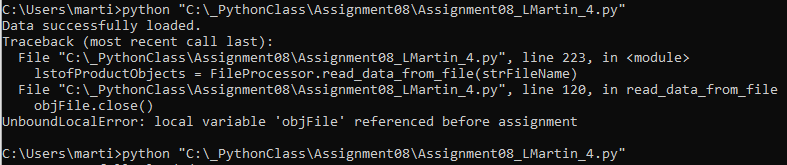 C:\Users\marti>python "C:\_PythonClass\Assignment08\Assignment08_LMartin_4.py"
Data successfully loaded.
Traceback (most recent call last):
  File "C:\_PythonClass\Assignment08\Assignment08_LMartin_4.py", line 223, in <module>
    lstofProductObjects = FileProcessor.read_data_from_file(strFileName)
  File "C:\_PythonClass\Assignment08\Assignment08_LMartin_4.py", line 120, in read_data_from_file
    objFile.close()
UnboundLocalError: local variable 'objFile' referenced before assignment
C:\Users\marti>python "C:\_PythonClass\Assignment08\Assignment08_LMartin_4.py"